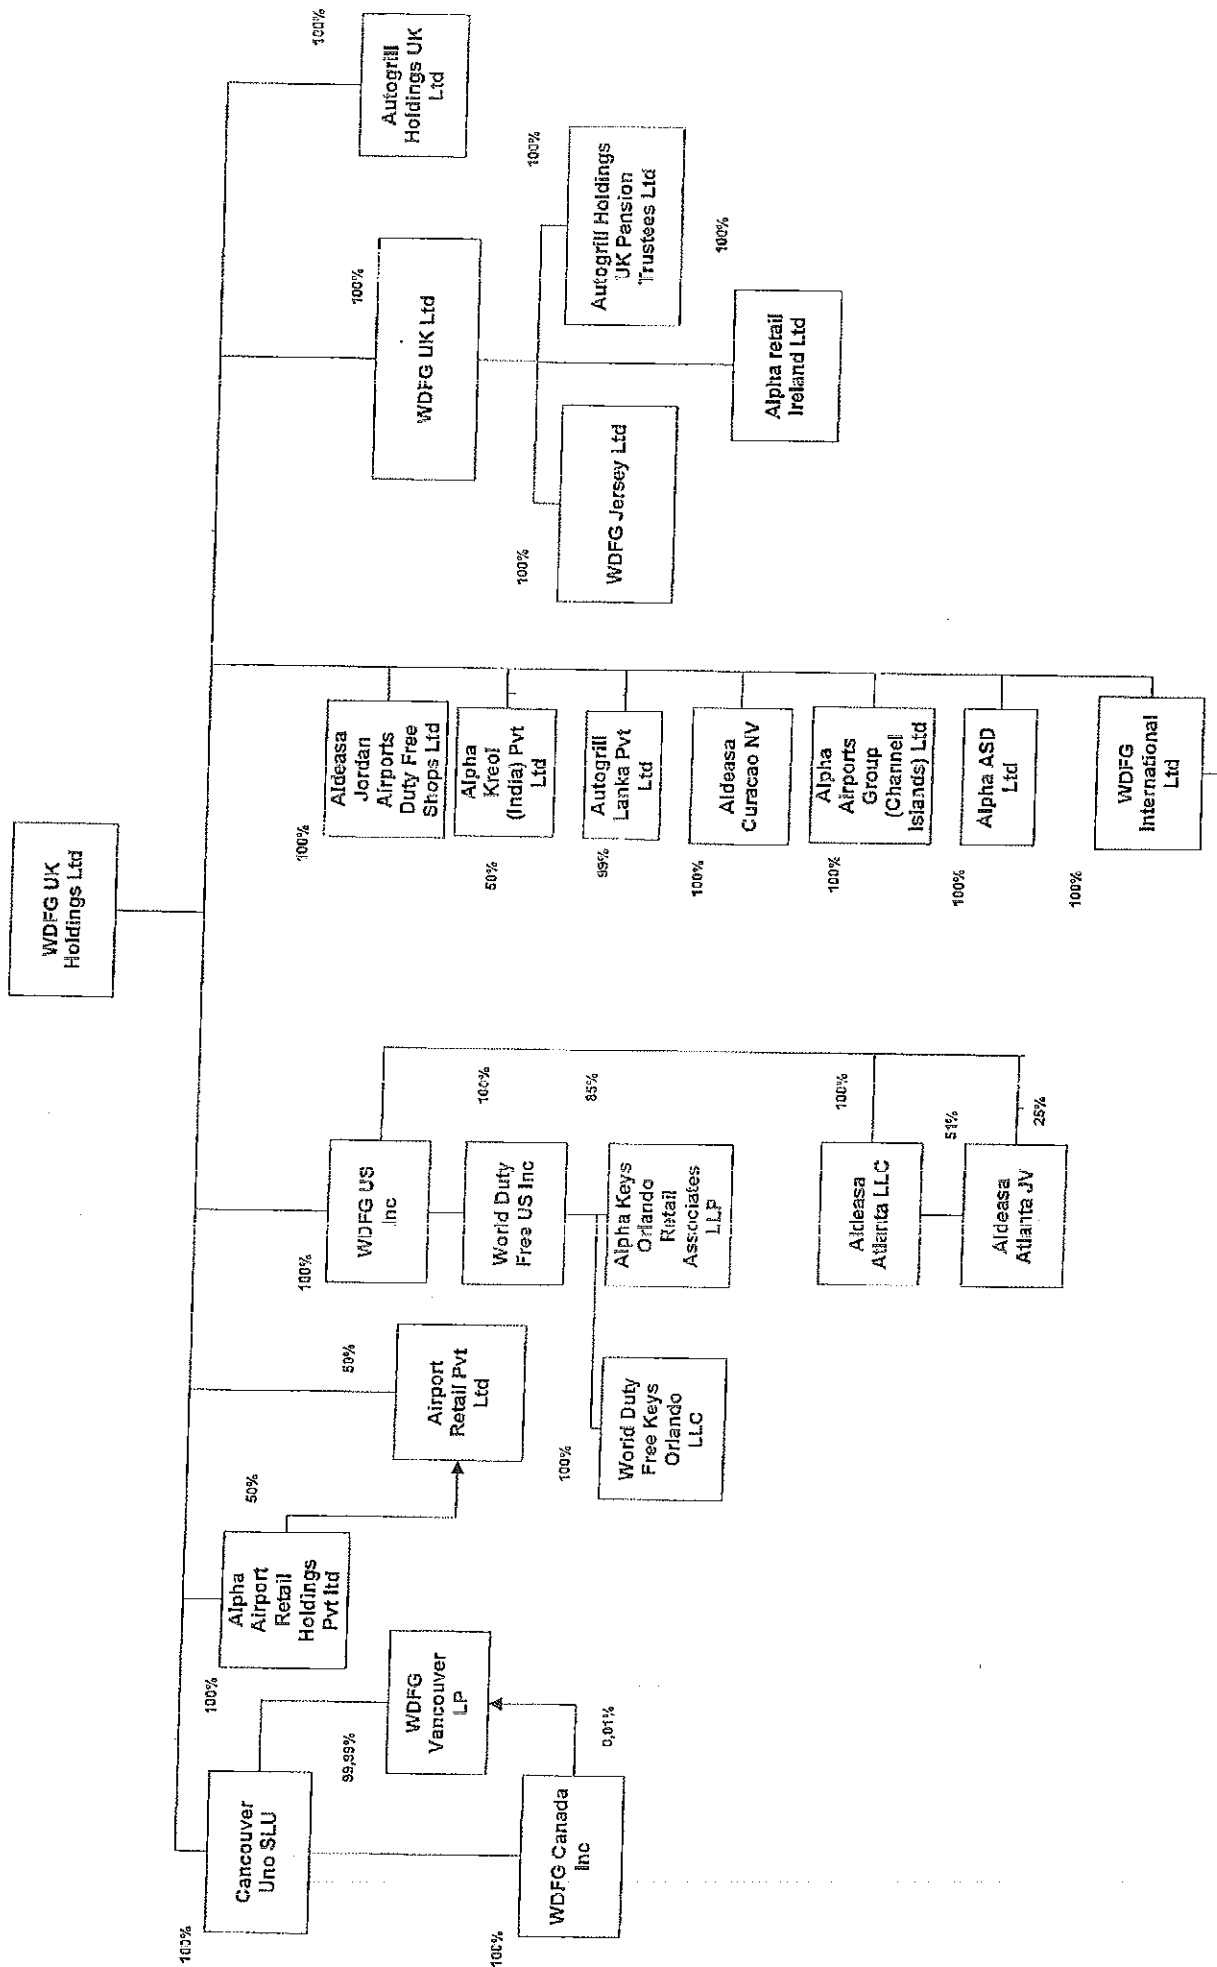 WDFG UK
Holdings Ltd
100%
Cancouver
Uno SLU
99,99%
WDFG
Vancouver
LP
100%
WDFG Canada
Inc
0,01%
100%
Alpha
Airport
Retail
Holdings
Pvt ltd
50%
50%
Airport
Retail Pvt
Ltd
100%
WDFG US
Inc
100%
World Duty
Free US Inc
85%
Alpha Keys
Orlando
Retail
Associates
LLP
100%
World Duty
Free Keys
Orlando
LLC
100%
Aldeasa
Atlanta LLC
51%
25%
Aldeasa
Atlanta JV
100%
Aldeasa
Jordan
Airports
Duty Free
Shops Ltd
50%
Alpha
Kreol
(India) Pvt
Ltd
99%
Autogrill
Lanka Pvt
Ltd
100%
Aldeasa
Curacao NV
100%
Alpha
Airports
Group
(Channel
Islands) Ltd
100%
Alpha ASD
Ltd
100%
WDFG
International
Ltd
100%
WDFG UK Ltd
100%
WDFG Jersey Ltd
100%
Autogrill Holdings
UK Pension
Trustees Ltd
100%
Alpha retail
Ireland Ltd
100%
Autogrill
Holdings UK
Ltd